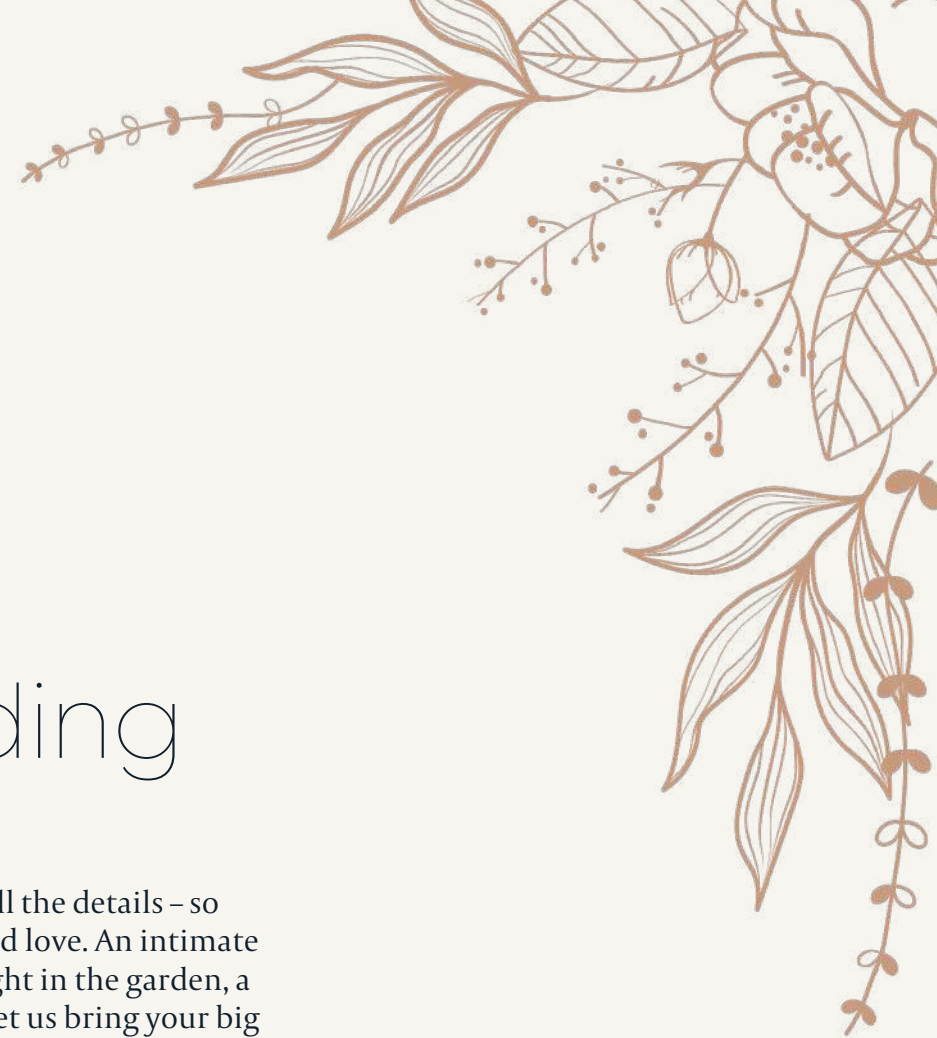 ding
ll the details – so
d love. An intimate
ght in the garden, a
et us bring your big